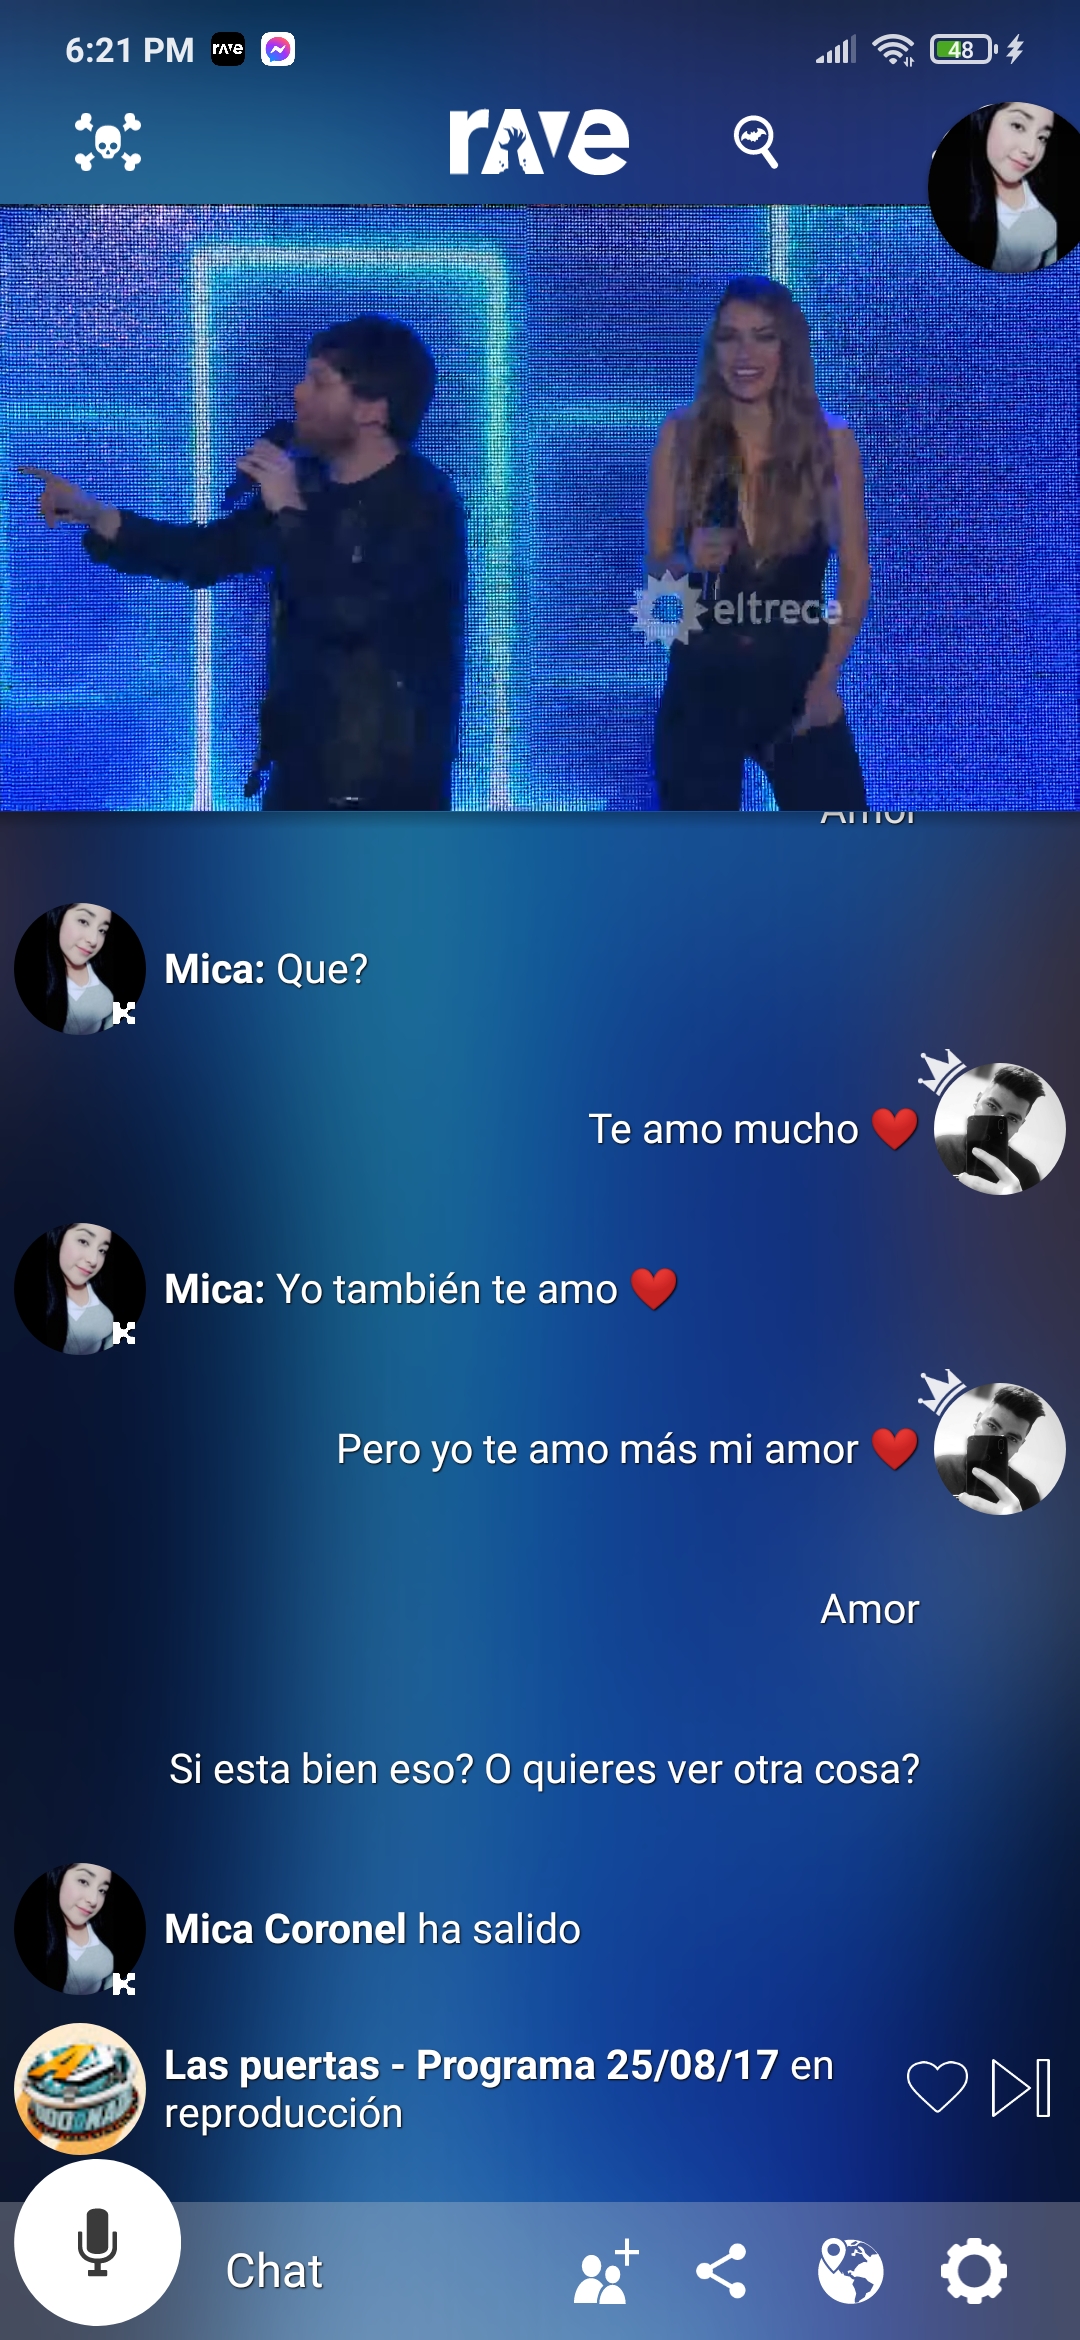 6:21 PM rave 48
rave
eltrece
Amor
Mica: Que?
Te amo mucho ❤️
Mica: Yo también te amo ❤️
Pero yo te amo más mi amor ❤️
Amor
Si esta bien eso? O quieres ver otra cosa?
Mica Coronel ha salido
Las puertas - Programa 25/08/17 en
reproducción
Chat